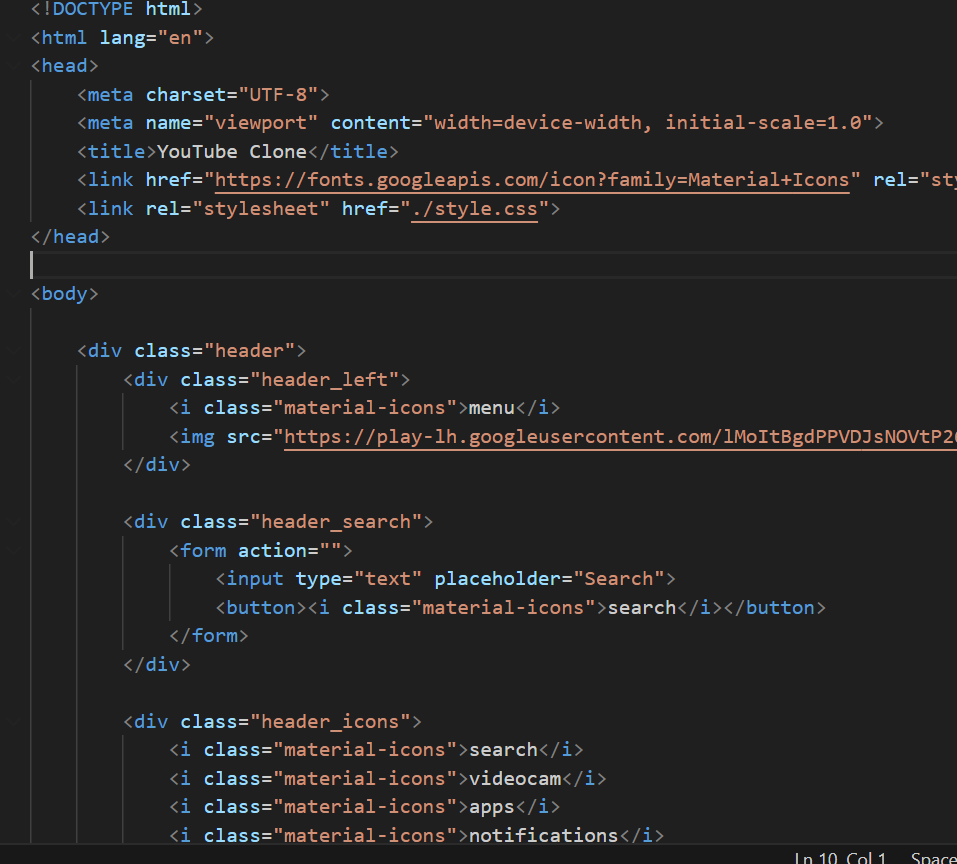 <!DOCTYPE html>
<html lang="en">
<head>
    <meta charset="UTF-8">
    <meta name="viewport" content="width=device-width, initial-scale=1.0">
    <title>YouTube Clone</title>
    <link href="https://fonts.googleapis.com/icon?family=Material+Icons" rel="sty
    <link rel="stylesheet" href="./style.css">
</head>
<body>
    <div class="header">
        <div class="header_left">
            <i class="material-icons">menu</i>
            <img src="https://play-lh.googleusercontent.com/lMoItBgdPPVDJsNOVtP26
        </div>
        <div class="header_search">
            <form action="">
                <input type="text" placeholder="Search">
                <button><i class="material-icons">search</i></button>
            </form>
        </div>
        <div class="header_icons">
            <i class="material-icons">search</i>
            <i class="material-icons">videocam</i>
            <i class="material-icons">apps</i>
            <i class="material-icons">notifications</i>
Ln 10, Col 1 Space